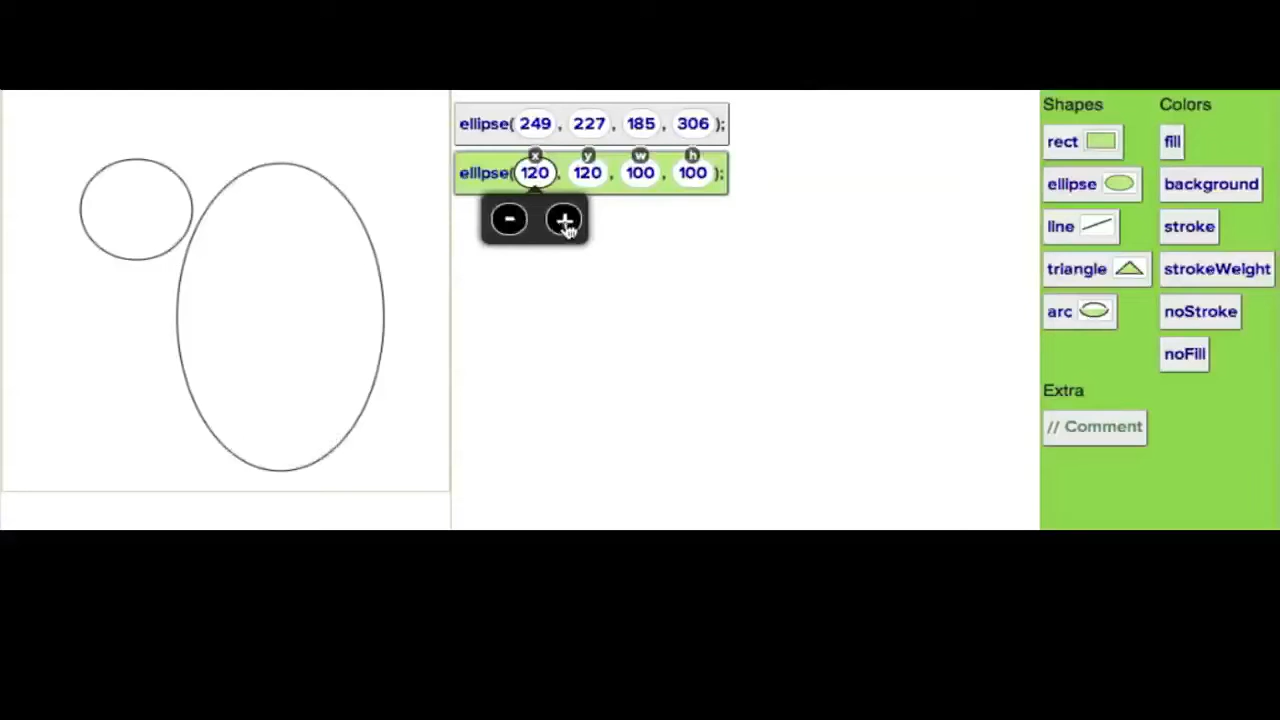 ellipse( 249 , 227 , 185 , 306 );
x y w h
ellipse( 120 , 120 , 100 , 100 );
- +
Shapes
rect
ellipse
line
triangle
arc
Extra
// Comment
Colors
fill
background
stroke
strokeWeight
noStroke
noFill